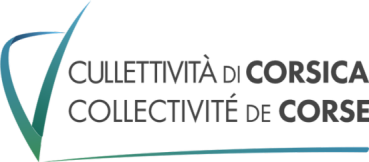 CULLETTIVITÀ DI CORSICA
COLLECTIVITÉ DE CORSE